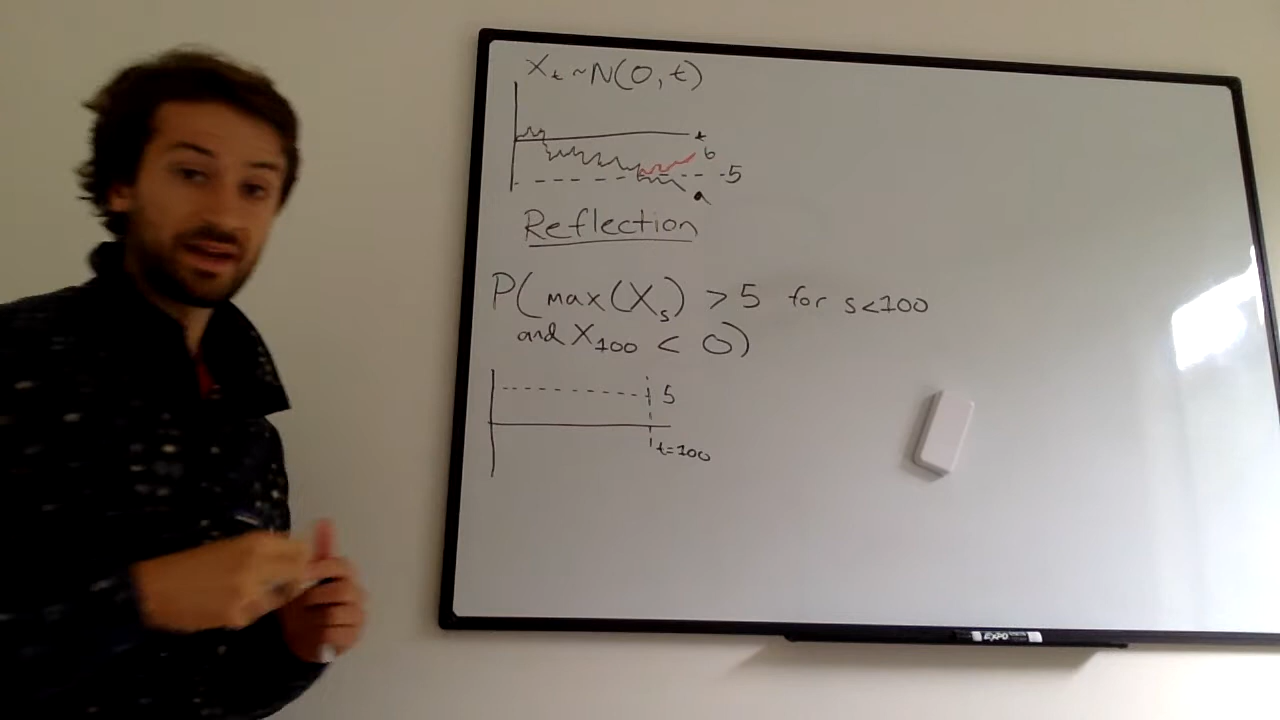 Xₜ ~ N(0, t)
t
b
-5
a
Reflection
P(max(Xₛ) > 5 for s<100
and X₁₀₀ < 0)
5
t=100
EXPO